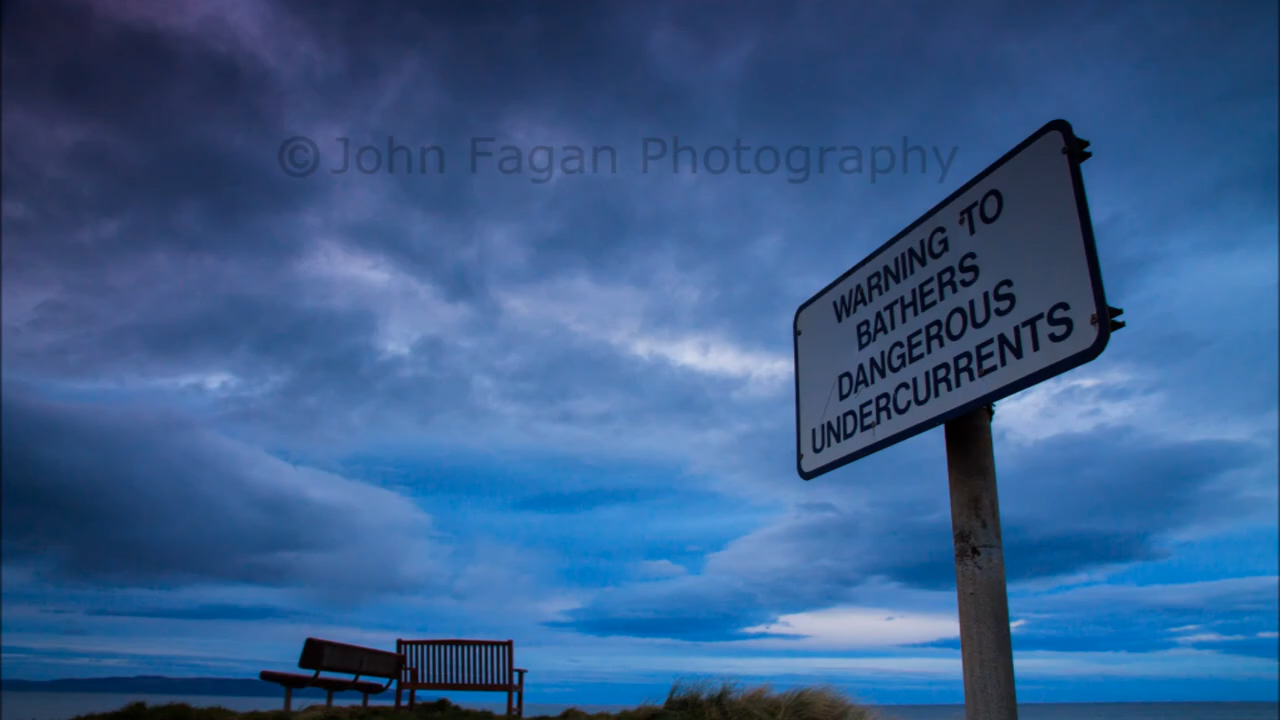 © John Fagan Photography
WARNING TO
BATHERS
DANGEROUS
UNDERCURRENTS